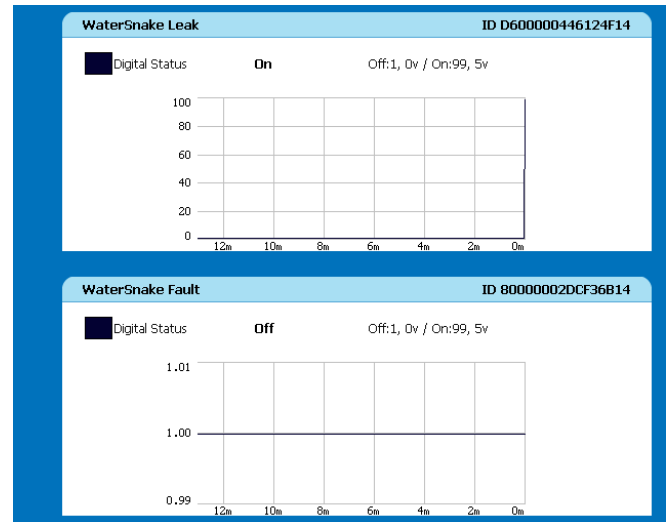 WaterSnake Leak ID D600000446124F14
Digital Status On Off:1, 0v / On:99, 5v
100
80
60
40
20
0
12m 10m 8m 6m 4m 2m 0m
WaterSnake Fault ID 80000002DCF36B14
Digital Status Off Off:1, 0v / On:99, 5v
1.01
1.00
0.99
12m 10m 8m 6m 4m 2m 0m